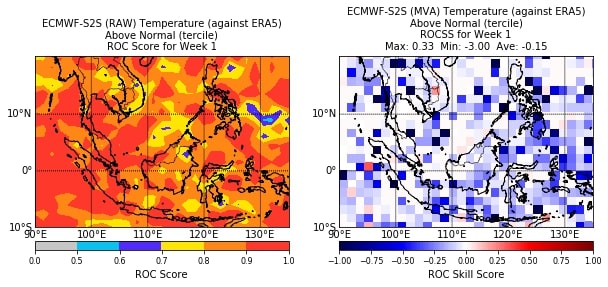 ECMWF-S2S (RAW) Temperature (against ERA5)
Above Normal (tercile)
ROC Score for Week 1
10°N
0°
10°S
90°E 100°E 110°E 120°E 130°E
0.0 0.5 0.6 0.7 0.8 0.9 1.0
ROC Score
ECMWF-S2S (MVA) Temperature (against ERA5)
Above Normal (tercile)
ROCSS for Week 1
Max: 0.33 Min: -3.00 Ave: -0.15
10°N
0°
10°S
90°E 100°E 110°E 120°E 130°E
−1.00 −0.75 −0.50 −0.25 0.00 0.25 0.50 0.75 1.00
ROC Skill Score